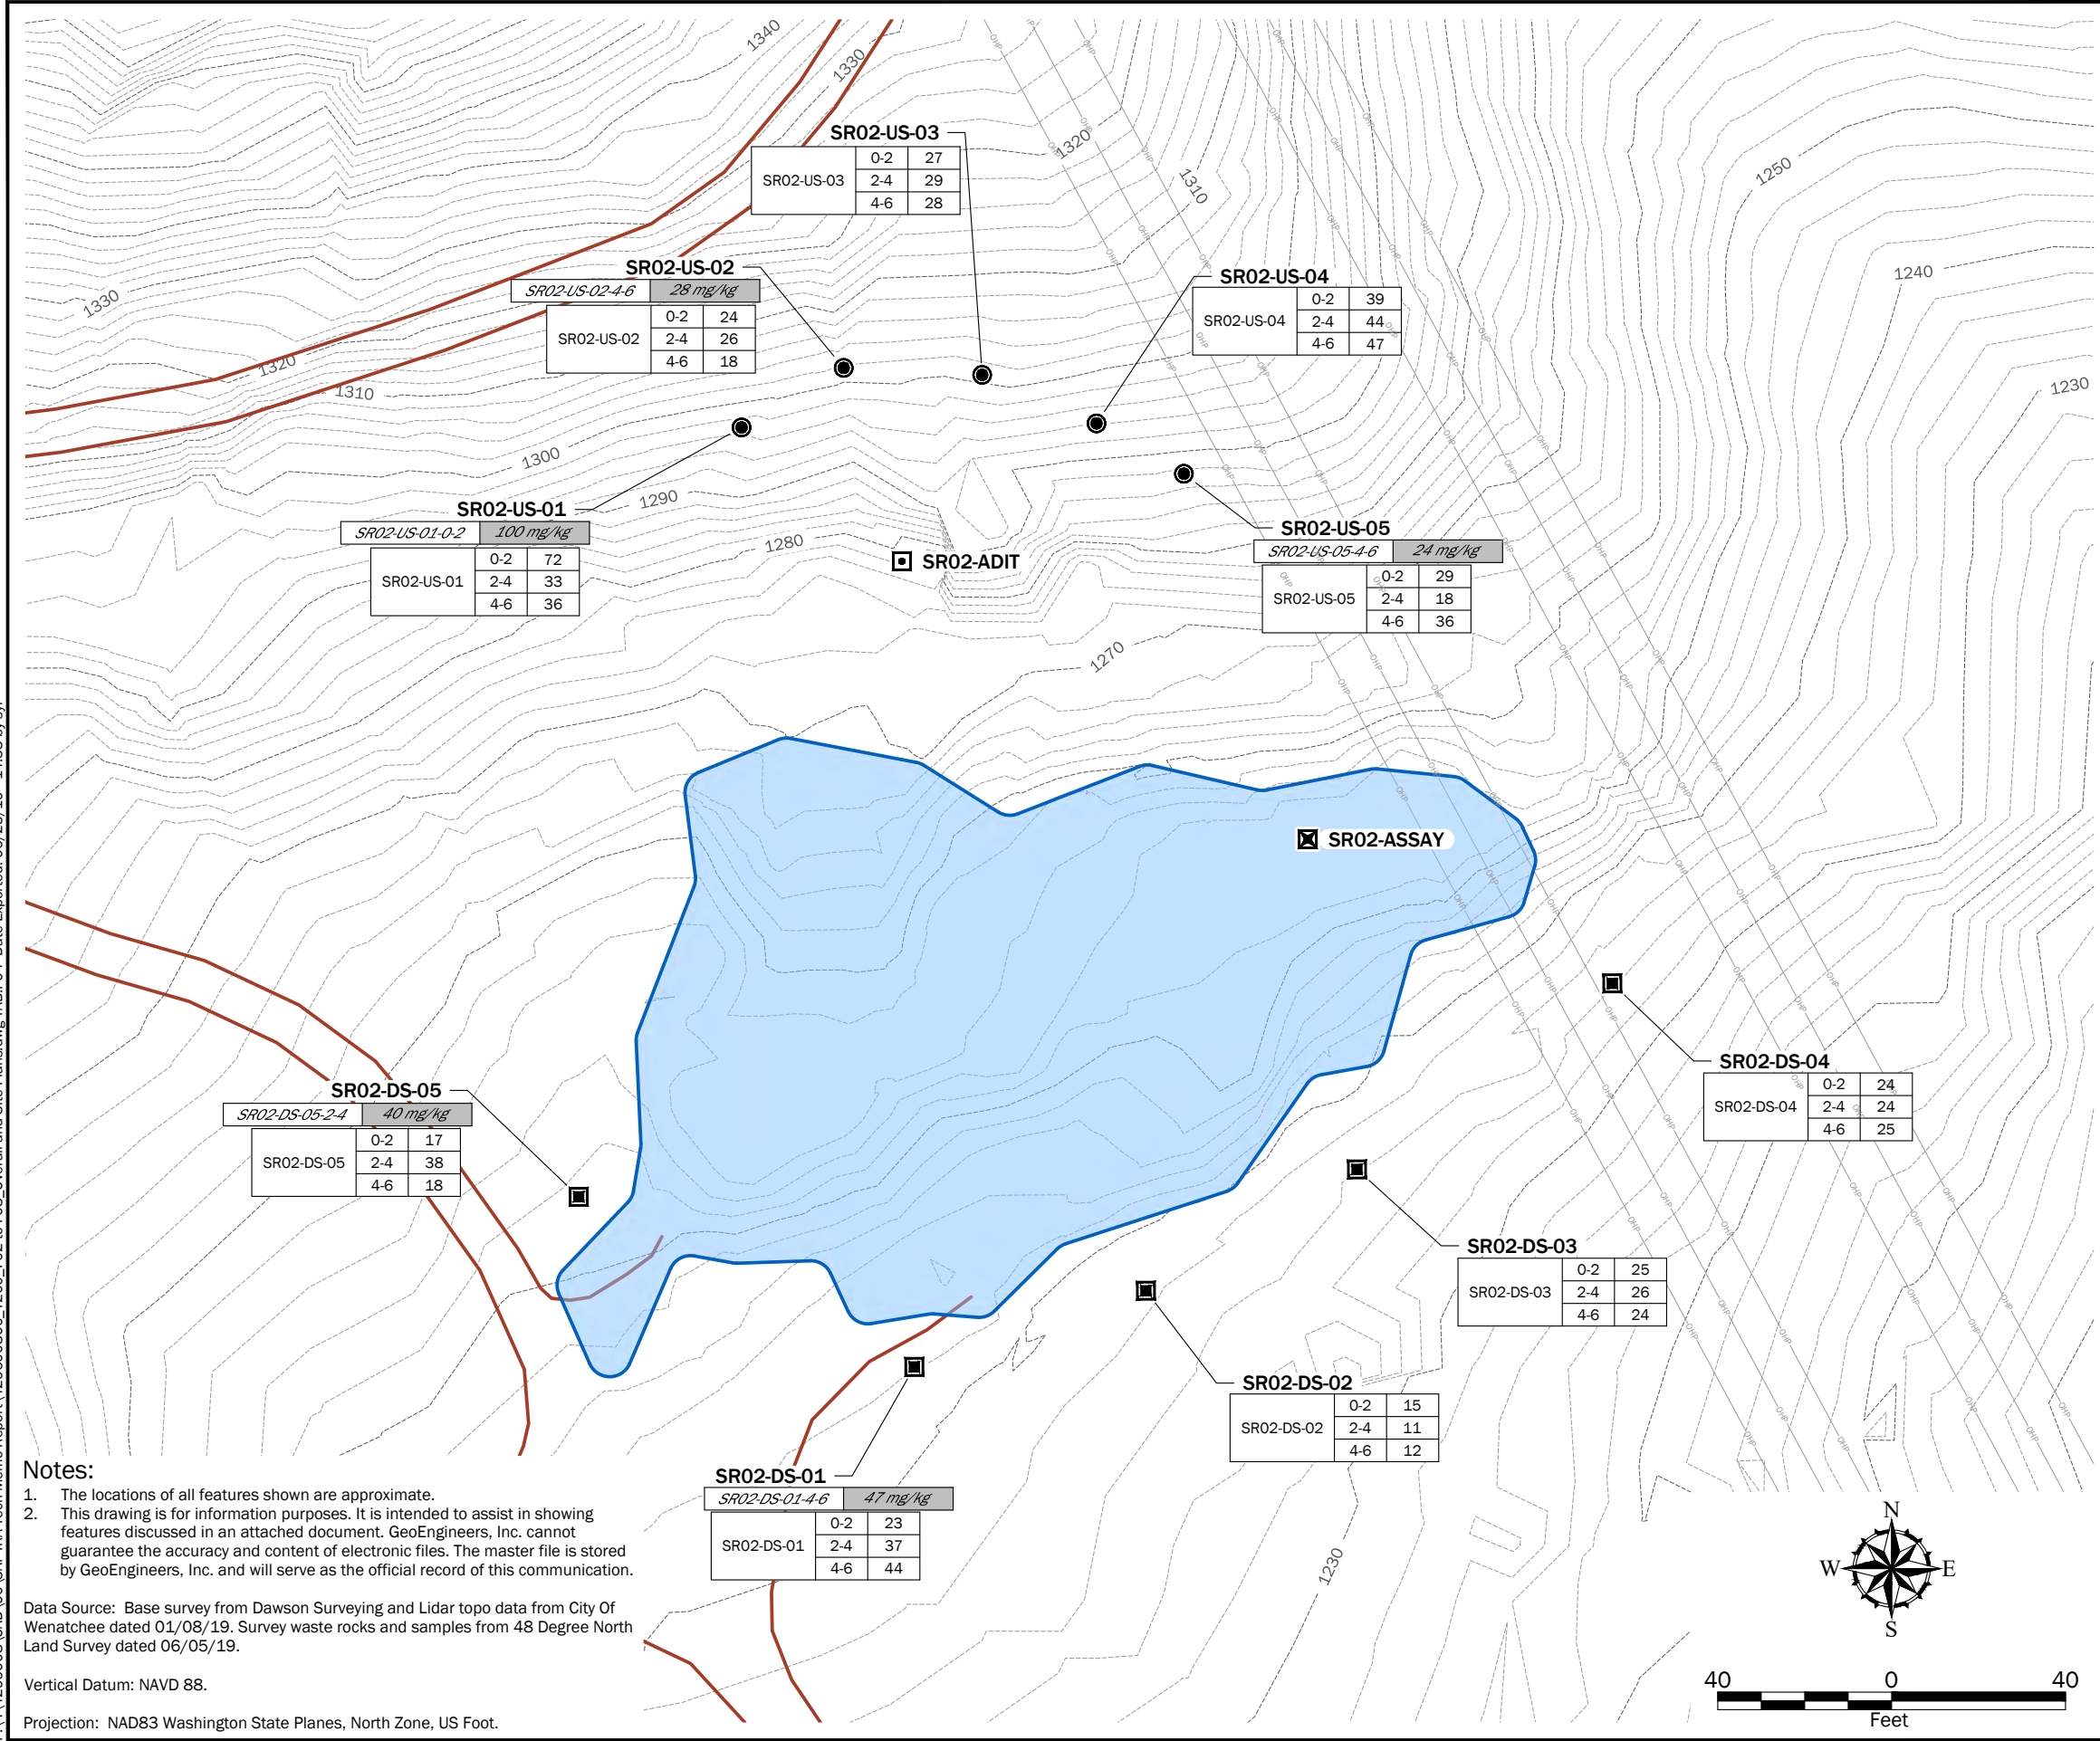 1340
1330
1320
1310
1250
1240
1230
1330
1320
1310
1300
1290
1280
1270
1230
SR02-US-03
SR02-US-03 0-2 27
2-4 29
4-6 28
SR02-US-02
SR02-US-02-4-6 28 mg/kg
SR02-US-02 0-2 24
2-4 26
4-6 18
SR02-US-04
SR02-US-04 0-2 39
2-4 44
4-6 47
SR02-US-01
SR02-US-01-0-2 100 mg/kg
SR02-US-01 0-2 72
2-4 33
4-6 36
SR02-ADIT
SR02-US-05
SR02-US-05-4-6 24 mg/kg
SR02-US-05 0-2 29
2-4 18
4-6 36
SR02-ASSAY
SR02-DS-04
SR02-DS-04 0-2 24
2-4 24
4-6 25
SR02-DS-05
SR02-DS-05-2-4 40 mg/kg
SR02-DS-05 0-2 17
2-4 38
4-6 18
SR02-DS-03
SR02-DS-03 0-2 25
2-4 26
4-6 24
SR02-DS-02
SR02-DS-02 0-2 15
2-4 11
4-6 12
SR02-DS-01
SR02-DS-01-4-6 47 mg/kg
SR02-DS-01 0-2 23
2-4 37
4-6 44
OHP
Notes:
1. The locations of all features shown are approximate.
2. This drawing is for information purposes. It is intended to assist in showing
features discussed in an attached document. GeoEngineers, Inc. cannot
guarantee the accuracy and content of electronic files. The master file is stored
by GeoEngineers, Inc. and will serve as the official record of this communication.
Data Source: Base survey from Dawson Surveying and Lidar topo data from City Of
Wenatchee dated 01/08/19. Survey waste rocks and samples from 48 Degree North
Land Survey dated 06/05/19.
Vertical Datum: NAVD 88.
Projection: NAD83 Washington State Planes, North Zone, US Foot.
N
W E
S
40 0 40
Feet